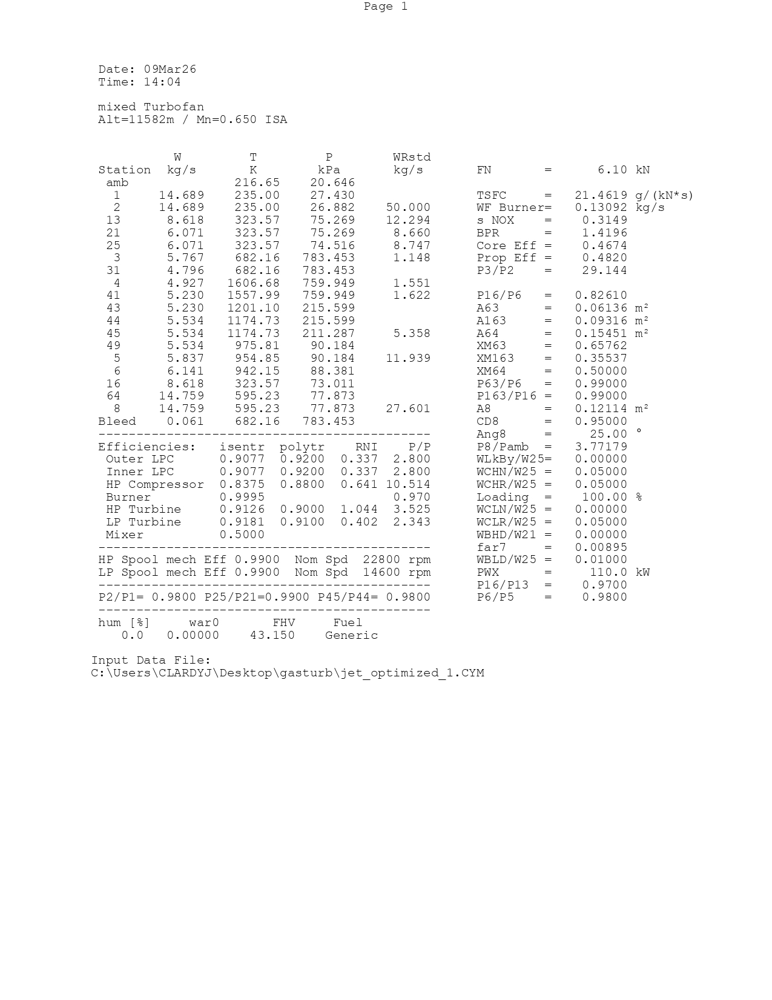 Page 1
Date: 09Mar26
Time: 14:04
mixed Turbofan
Alt=11582m / Mn=0.650 ISA
W T P WRstd
Station kg/s K kPa kg/s FN = 6.10 kN
amb 216.65 20.646
1 14.689 235.00 27.430 TSFC = 21.4619 g/(kN*s)
2 14.689 235.00 26.882 50.000 WF Burner= 0.13092 kg/s
13 8.618 323.57 75.269 12.294 s NOX = 0.3149
21 6.071 323.57 75.269 8.660 BPR = 1.4196
25 6.071 323.57 74.516 8.747 Core Eff = 0.4674
3 5.767 682.16 783.453 1.148 Prop Eff = 0.4820
31 4.796 682.16 783.453 P3/P2 = 29.144
4 4.927 1606.68 759.949 1.551
41 5.230 1557.99 759.949 1.622 P16/P6 = 0.82610
43 5.230 1201.10 215.599 A63 = 0.06136 m²
44 5.534 1174.73 215.599 A163 = 0.09316 m²
45 5.534 1174.73 211.287 5.358 A64 = 0.15451 m²
49 5.534 975.81 90.184 XM63 = 0.65762
5 5.837 954.85 90.184 11.939 XM163 = 0.35537
6 6.141 942.15 88.381 XM64 = 0.50000
16 8.618 323.57 73.011 P63/P6 = 0.99000
64 14.759 595.23 77.873 P163/P16 = 0.99000
8 14.759 595.23 77.873 27.601 A8 = 0.12114 m²
Bleed 0.061 682.16 783.453 CD8 = 0.95000
-------------------------------------------- Ang8 = 25.00 °
Efficiencies: isentr polytr RNI P/P P8/Pamb = 3.77179
Outer LPC 0.9077 0.9200 0.337 2.800 WLkBy/W25= 0.00000
Inner LPC 0.9077 0.9200 0.337 2.800 WCHN/W25 = 0.05000
HP Compressor 0.8375 0.8800 0.641 10.514 WCHR/W25 = 0.05000
Burner 0.9995 0.970 Loading = 100.00 %
HP Turbine 0.9126 0.9000 1.044 3.525 WCLN/W25 = 0.00000
LP Turbine 0.9181 0.9100 0.402 2.343 WCLR/W25 = 0.05000
Mixer 0.5000 WBHD/W21 = 0.00000
-------------------------------------------- far7 = 0.00895
HP Spool mech Eff 0.9900 Nom Spd 22800 rpm WBLD/W25 = 0.01000
LP Spool mech Eff 0.9900 Nom Spd 14600 rpm PWX = 110.0 kW
-------------------------------------------- P16/P13 = 0.9700
P2/P1= 0.9800 P25/P21=0.9900 P45/P44= 0.9800 P6/P5 = 0.9800
--------------------------------------------
hum [%] war0 FHV Fuel
0.0 0.00000 43.150 Generic
Input Data File:
C:\Users\CLARDYJ\Desktop\gasturb\jet_optimized_1.CYM